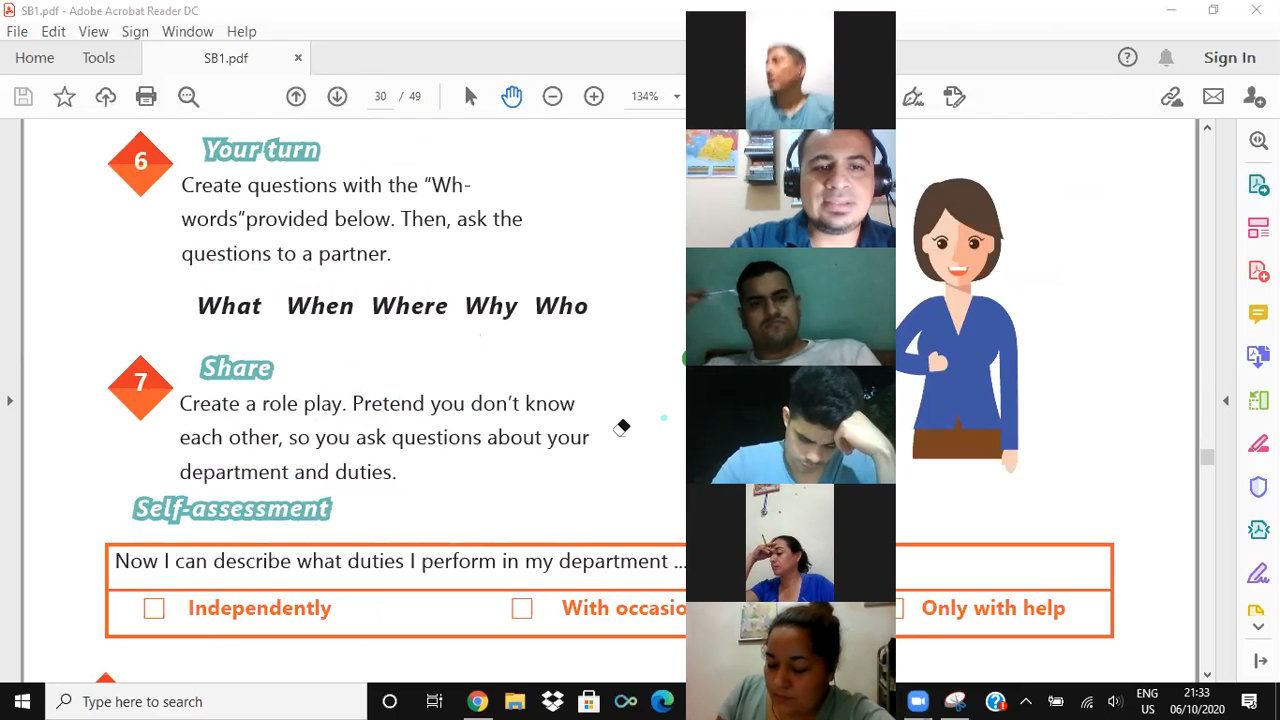 SB1.pdf - Adobe Acrobat Reader DC
File Edit View Sign Window Help
Home Tools SB1.pdf Sign In
30 / 49 134%
6 Your turn
Create questions with the “Wh-
words”provided below. Then, ask the
questions to a partner.
What When Where Why Who
7 Share
Create a role play. Pretend you don’t know
each other, so you ask questions about your
department and duties.
Self-assessment
Now I can describe what duties I perform in my department ...
Independently With occasio Only with help
Type here to search
ENG 21:33
US 06/10/2020